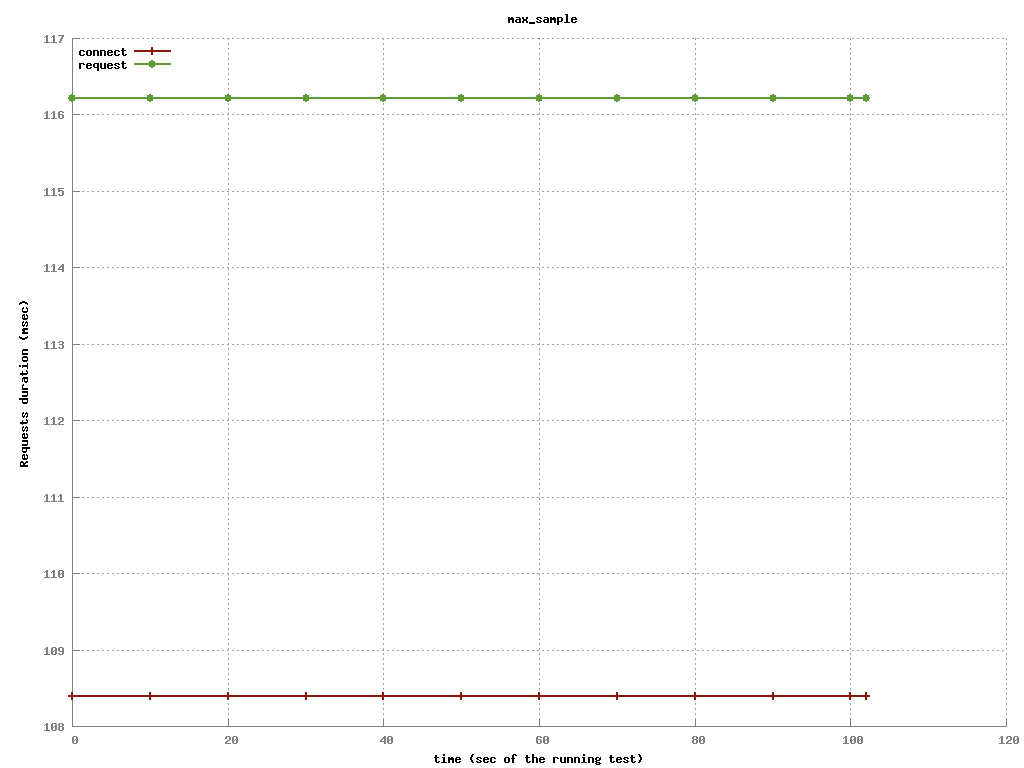 max_sample
117
connect
request
116
115
114
113
112
111
110
109
108
Requests duration (msec)
0 20 40 60 80 100 120
time (sec of the running test)